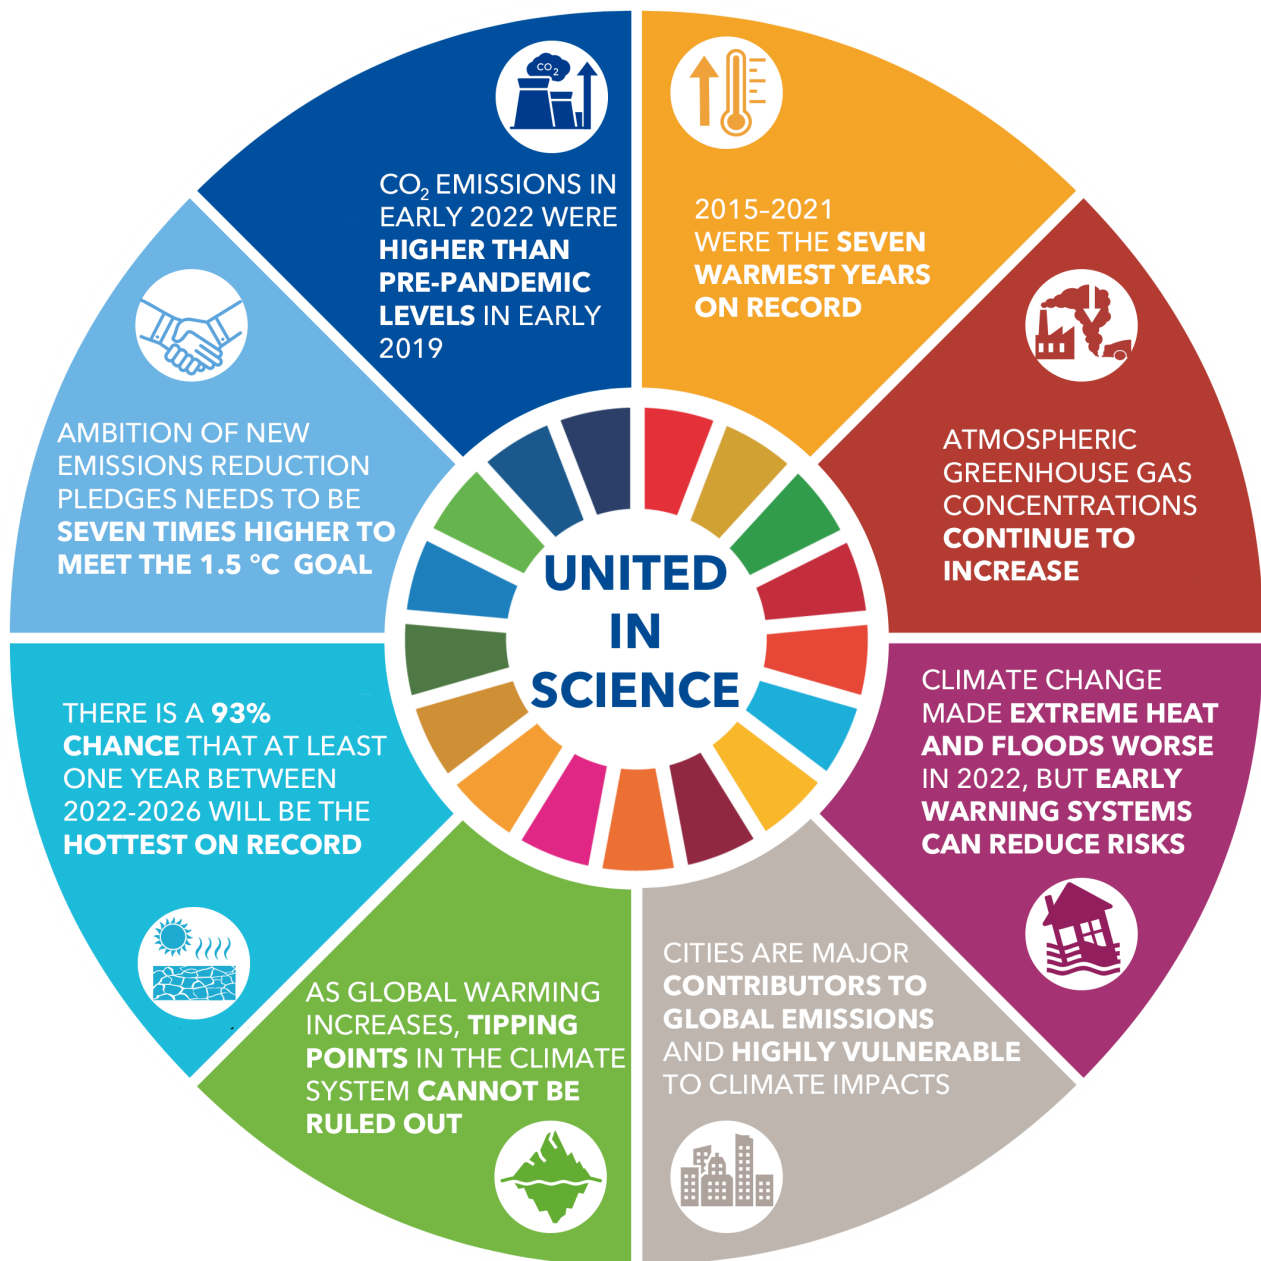 CO₂
CO₂ EMISSIONS IN
EARLY 2022 WERE
HIGHER THAN
PRE-PANDEMIC
LEVELS IN EARLY
2019
2015–2021
WERE THE SEVEN
WARMEST YEARS
ON RECORD
ATMOSPHERIC
GREENHOUSE GAS
CONCENTRATIONS
CONTINUE TO
INCREASE
CLIMATE CHANGE
MADE EXTREME HEAT
AND FLOODS WORSE
IN 2022, BUT EARLY
WARNING SYSTEMS
CAN REDUCE RISKS
CITIES ARE MAJOR
CONTRIBUTORS TO
GLOBAL EMISSIONS
AND HIGHLY VULNERABLE
TO CLIMATE IMPACTS
AS GLOBAL WARMING
INCREASES, TIPPING
POINTS IN THE CLIMATE
SYSTEM CANNOT BE
RULED OUT
THERE IS A 93%
CHANCE THAT AT LEAST
ONE YEAR BETWEEN
2022-2026 WILL BE THE
HOTTEST ON RECORD
AMBITION OF NEW
EMISSIONS REDUCTION
PLEDGES NEEDS TO BE
SEVEN TIMES HIGHER TO
MEET THE 1.5 °C GOAL
UNITED
IN
SCIENCE